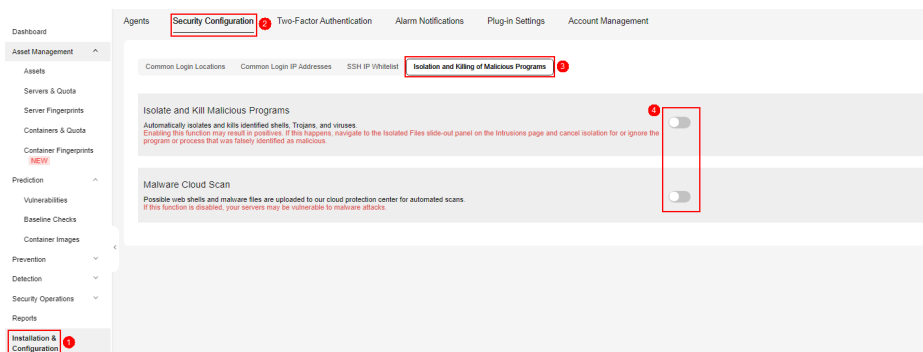 Agents
Security Configuration
2
Two-Factor Authentication
Alarm Notifications
Plug-in Settings
Account Management
Dashboard
Asset Management
Assets
Servers & Quota
Server Fingerprints
Containers & Quota
Container Fingerprints
NEW
Prediction
Vulnerabilities
Baseline Checks
Container Images
Prevention
Detection
Security Operations
Reports
Installation &
Configuration
1
Common Login Locations
Common Login IP Addresses
SSH IP Whitelist
Isolation and Killing of Malicious Programs
3
Isolate and Kill Malicious Programs
4
Automatically isolates and kills identified shells, Trojans, and viruses.
Enabling this function may result in positives. If this happens, navigate to the Isolated Files slide-out panel on the Intrusions page and cancel isolation for or ignore the
program or process that was falsely identified as malicious.
Malware Cloud Scan
Possible web shells and malware files are uploaded to our cloud protection center for automated scans.
If this function is disabled, your servers may be vulnerable to malware attacks.